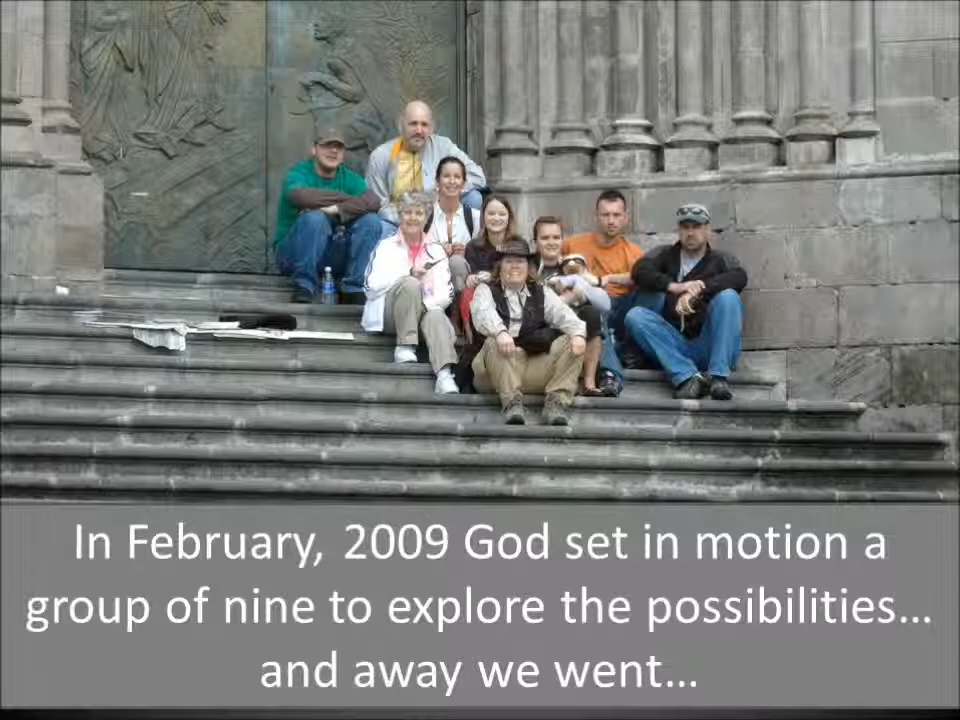 In February, 2009 God set in motion a
group of nine to explore the possibilities…
and away we went…